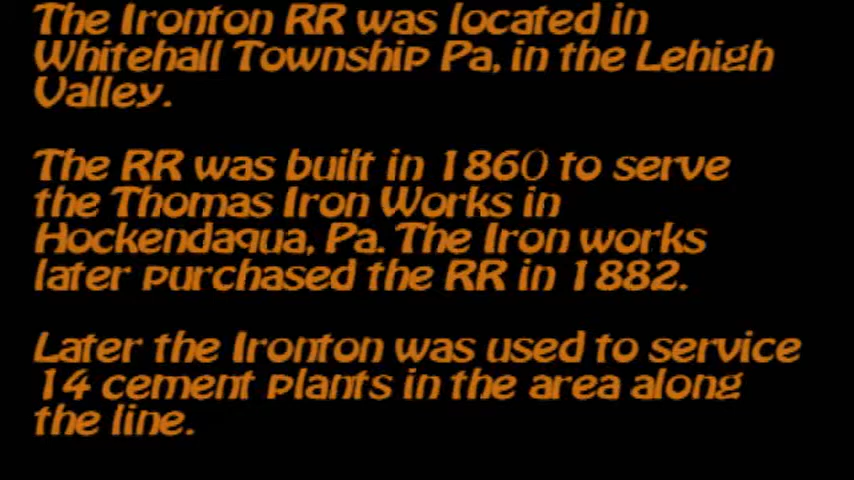 The Ironton RR was located in
Whitehall Township Pa, in the Lehigh
Valley.
The RR was built in 1860 to serve
the Thomas Iron Works in
Hockendaqua, Pa. The Iron works
later purchased the RR in 1882.
Later the Ironton was used to service
14 cement plants in the area along
the line.